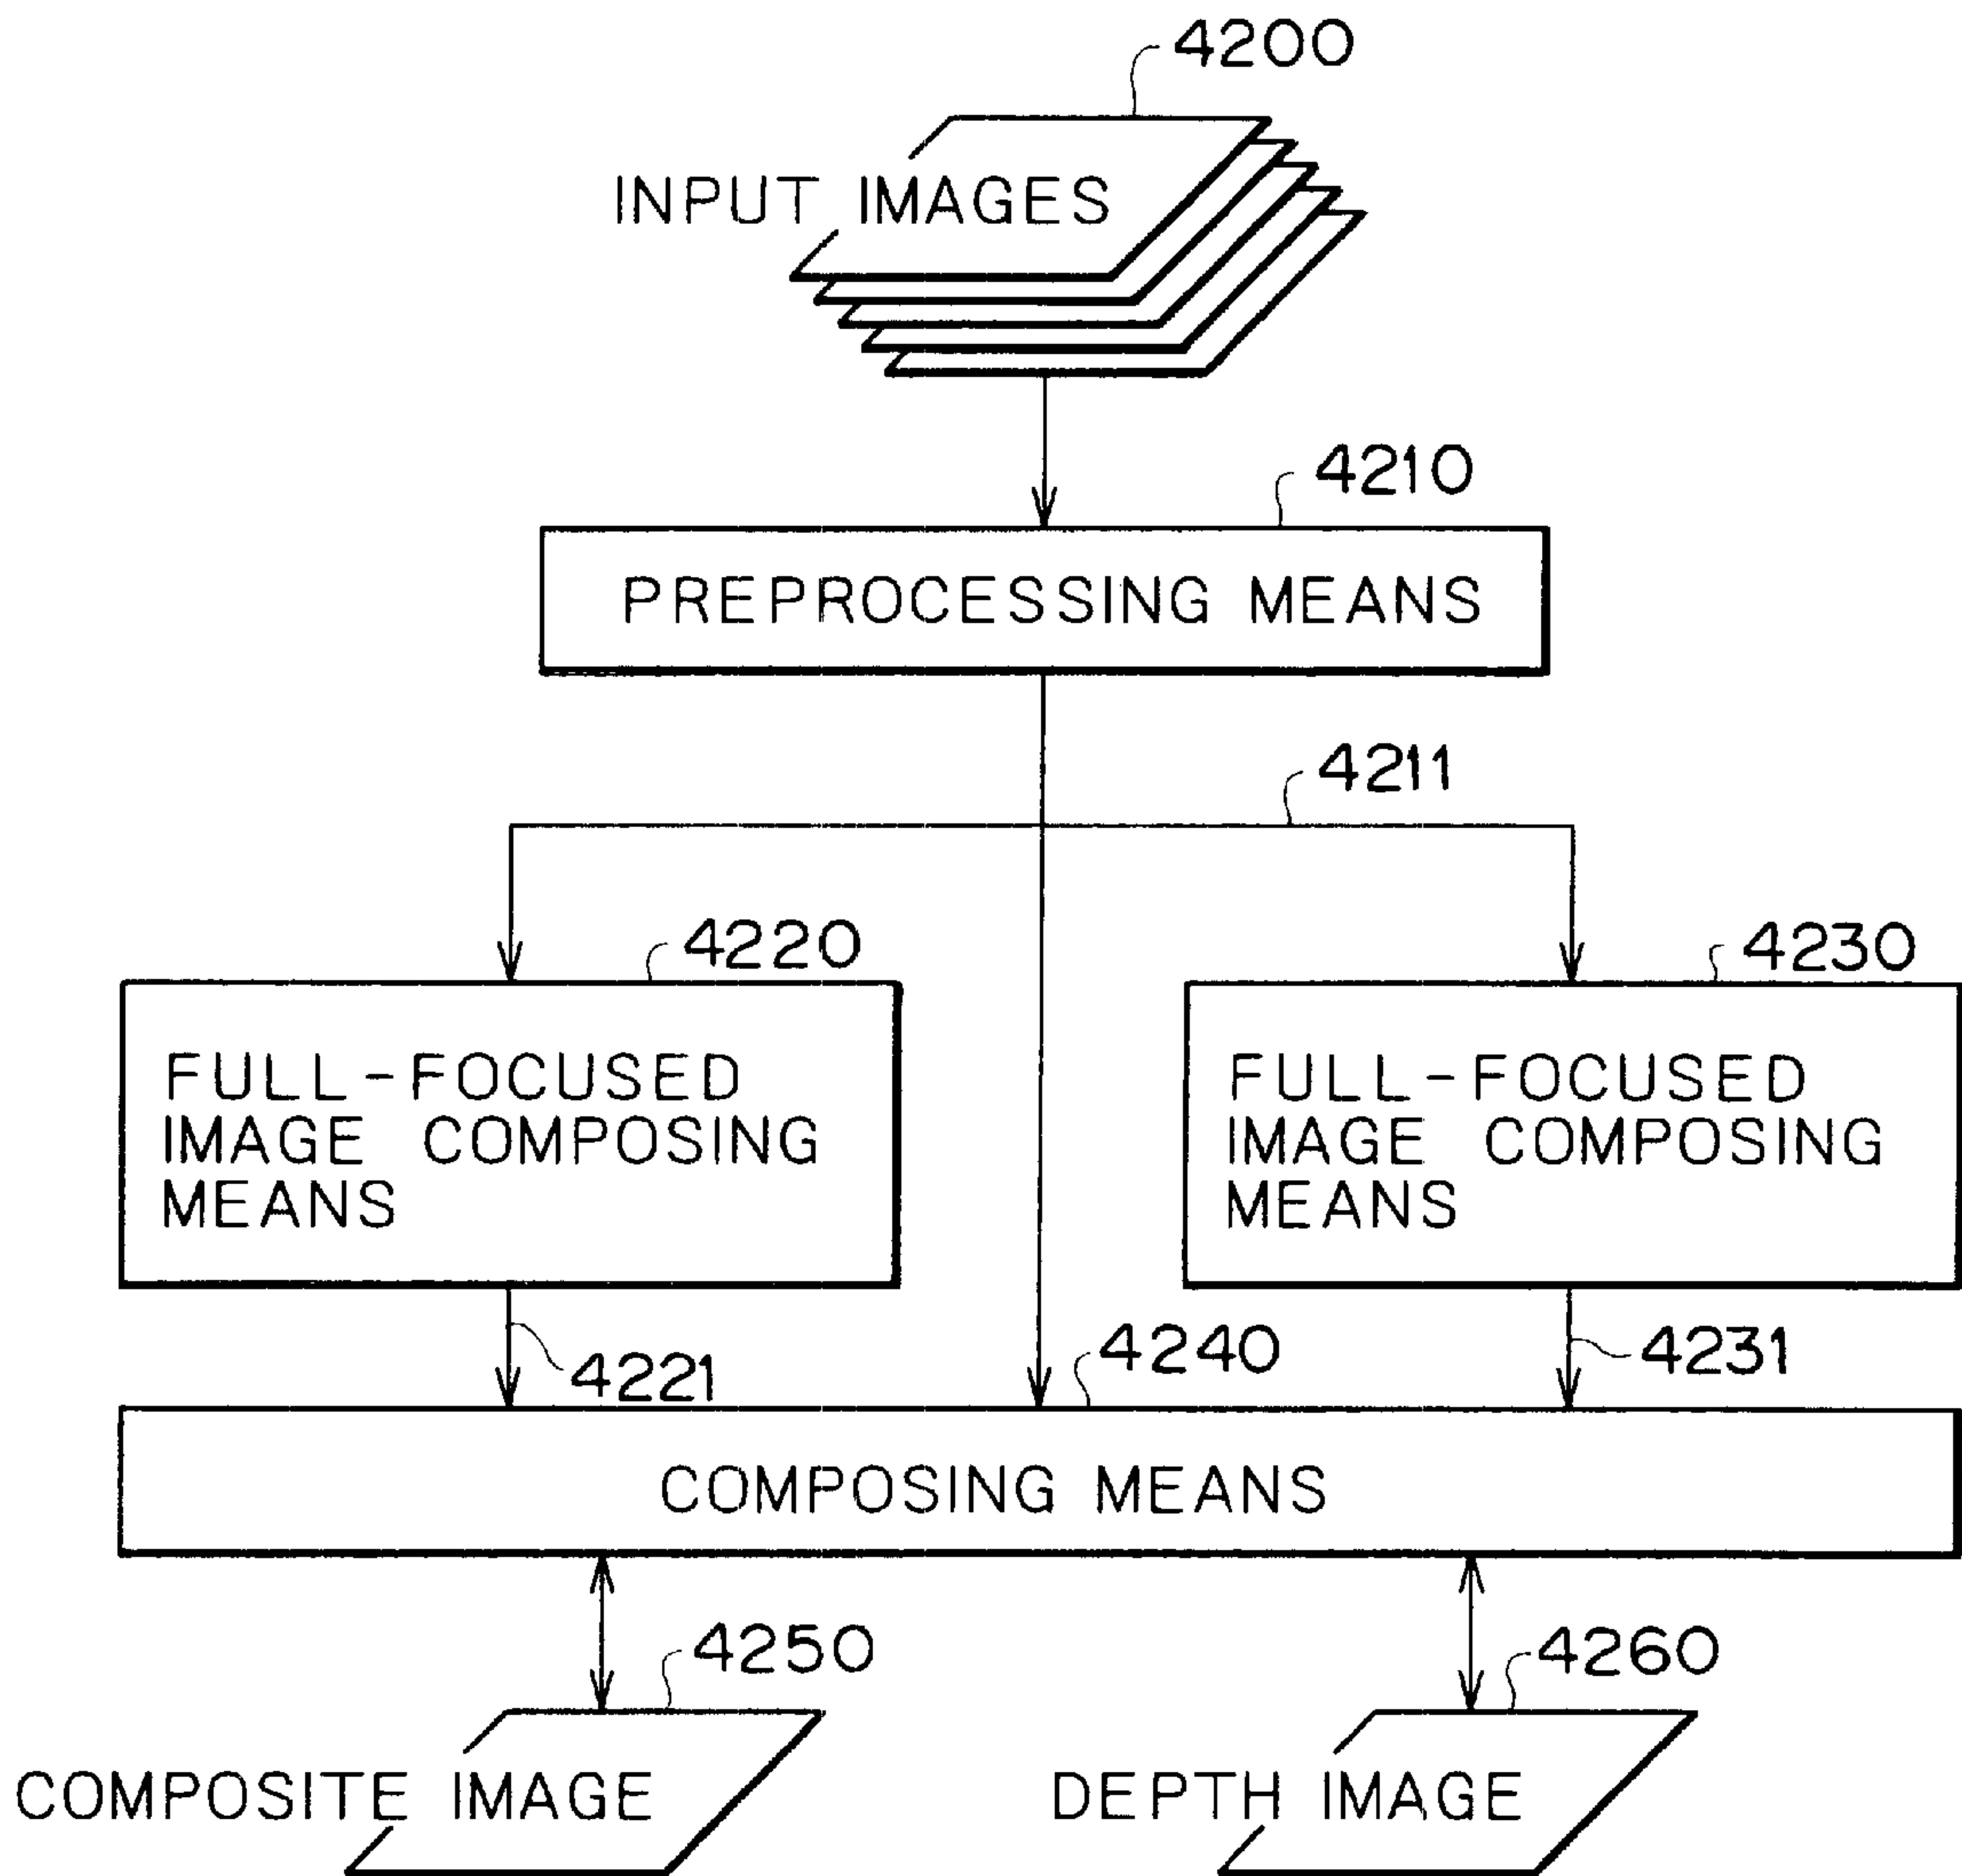 4200
INPUT IMAGES
4210
PREPROCESSING MEANS
4211
4220
4230
FULL-FOCUSED
IMAGE COMPOSING
MEANS
FULL-FOCUSED
IMAGE COMPOSING
MEANS
4221
4240
4231
COMPOSING MEANS
4250
4260
COMPOSITE IMAGE
DEPTH IMAGE